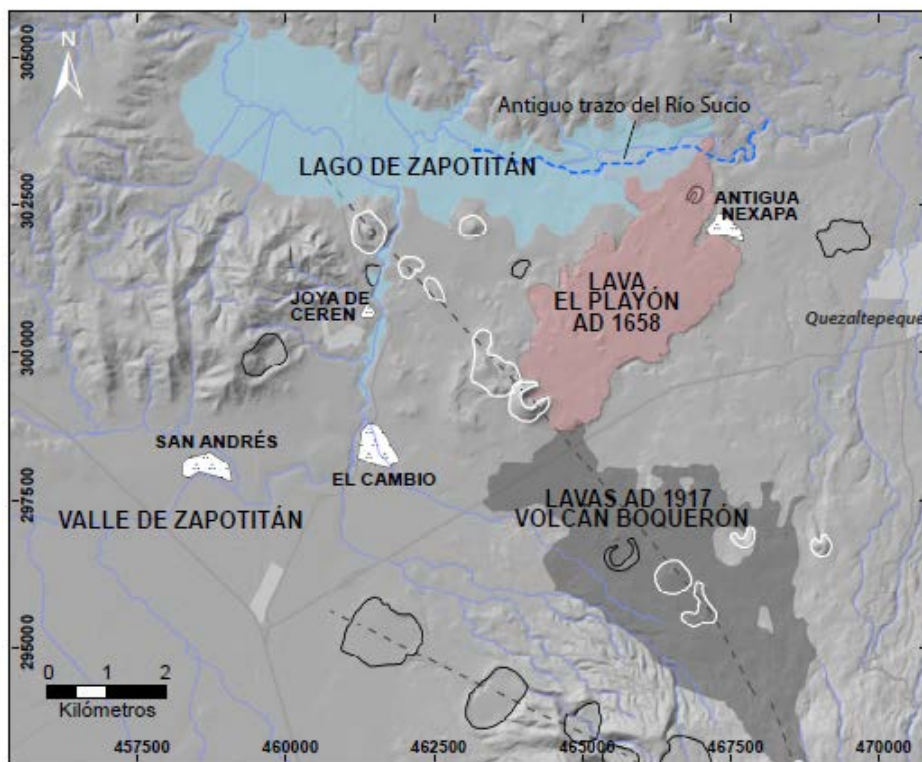 N
305000
302500
300000
297500
295000
Antiguo trazo del Río Sucio
LAGO DE ZAPOTITÁN
ANTIGUA
NEXAPA
LAVA
EL PLAYÓN
AD 1658
JOYA DE
CEREN
Quezaltepeque
SAN ANDRÉS
EL CAMBIO
LAVAS AD 1917
VOLCAN BOQUERÓN
VALLE DE ZAPOTITÁN
0 1 2
Kilómetros
457500 460000 462500 465000 467500 470000